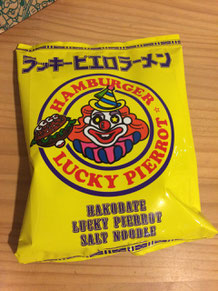 ラッキーピエロラーメン
HAMBURGER
LUCKY PIERROT
HAKODATE
LUCKY PIERROT
SALT NOODLE